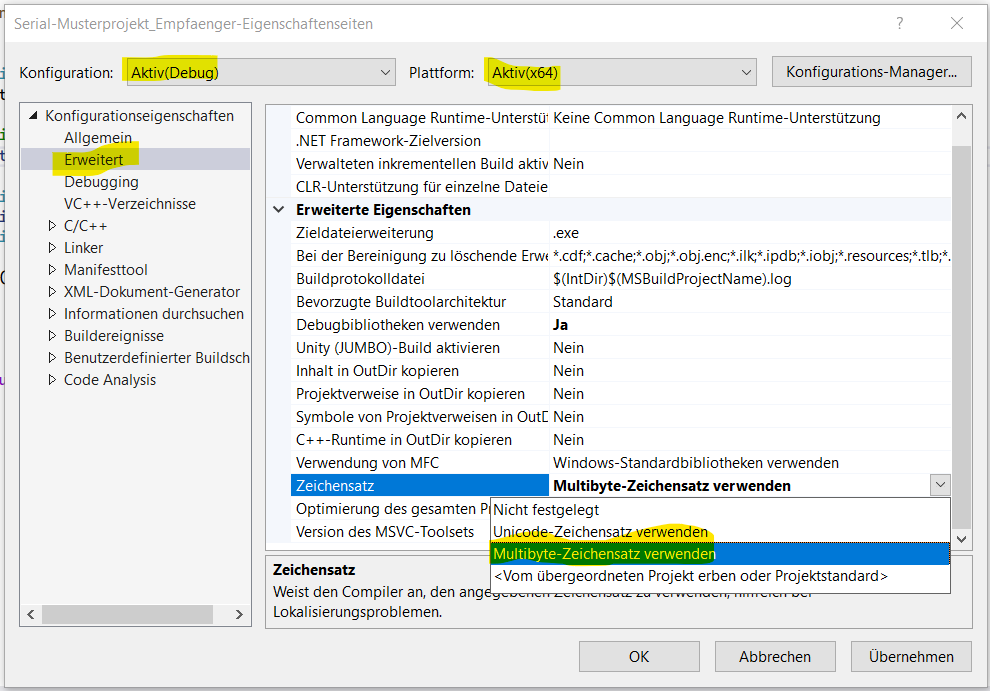 Serial-Musterprojekt_Empfaenger-Eigenschaftenseiten ?
Konfiguration: Aktiv(Debug) Plattform: Aktiv(x64) Konfigurations-Manager...
Konfigurationseigenschaften
Allgemein
Erweitert
Debugging
VC++-Verzeichnisse
C/C++
Linker
Manifesttool
XML-Dokument-Generator
Informationen durchsuchen
Buildereignisse
Benutzerdefinierter Buildsch
Code Analysis
Common Language Runtime-Unterstüt Keine Common Language Runtime-Unterstützung
.NET Framework-Zielversion
Verwalteten inkrementellen Build aktiv Nein
CLR-Unterstützung für einzelne Dateie
Erweiterte Eigenschaften
Zieldateierweiterung .exe
Bei der Bereinigung zu löschende Erwe *.cdf;*.cache;*.obj;*.obj.enc;*.ilk;*.ipdb;*.iobj;*.resources;*.tlb;*.
Buildprotokolldatei $(IntDir)$(MSBuildProjectName).log
Bevorzugte Buildtoolarchitektur Standard
Debugbibliotheken verwenden Ja
Unity (JUMBO)-Build aktivieren Nein
Inhalt in OutDir kopieren Nein
Projektverweise in OutDir kopieren Nein
Symbole von Projektverweisen in OutD Nein
C++-Runtime in OutDir kopieren Nein
Verwendung von MFC Windows-Standardbibliotheken verwenden
Zeichensatz Multibyte-Zeichensatz verwenden
Optimierung des gesamten P
Version des MSVC-Toolsets
Nicht festgelegt
Unicode-Zeichensatz verwenden
Multibyte-Zeichensatz verwenden
<Vom übergeordneten Projekt erben oder Projektstandard>
Zeichensatz
Weist den Compiler an, den angegebenen Zeichensatz zu verwenden; hilfreich bei
Lokalisierungsproblemen.
OK Abbrechen Übernehmen